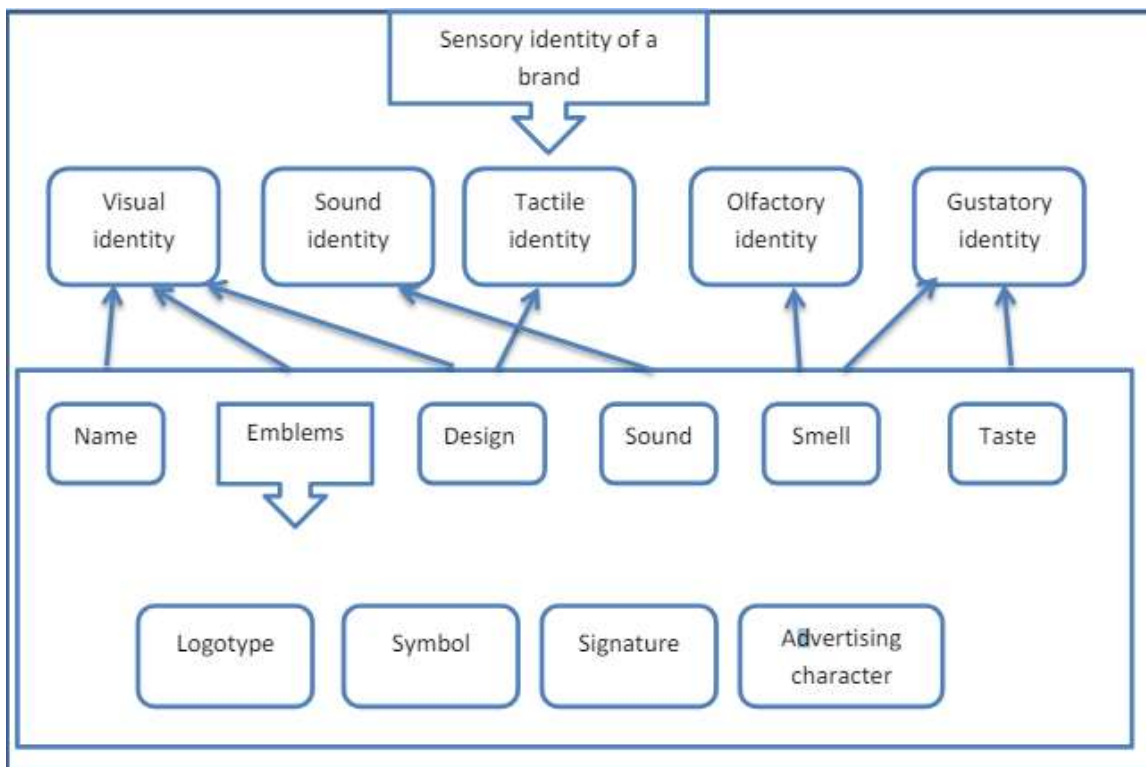 Sensory identity of a
brand
Visual
identity
Sound
identity
Tactile
identity
Olfactory
identity
Gustatory
identity
Name
Emblems
Design
Sound
Smell
Taste
Logotype
Symbol
Signature
Advertising
character